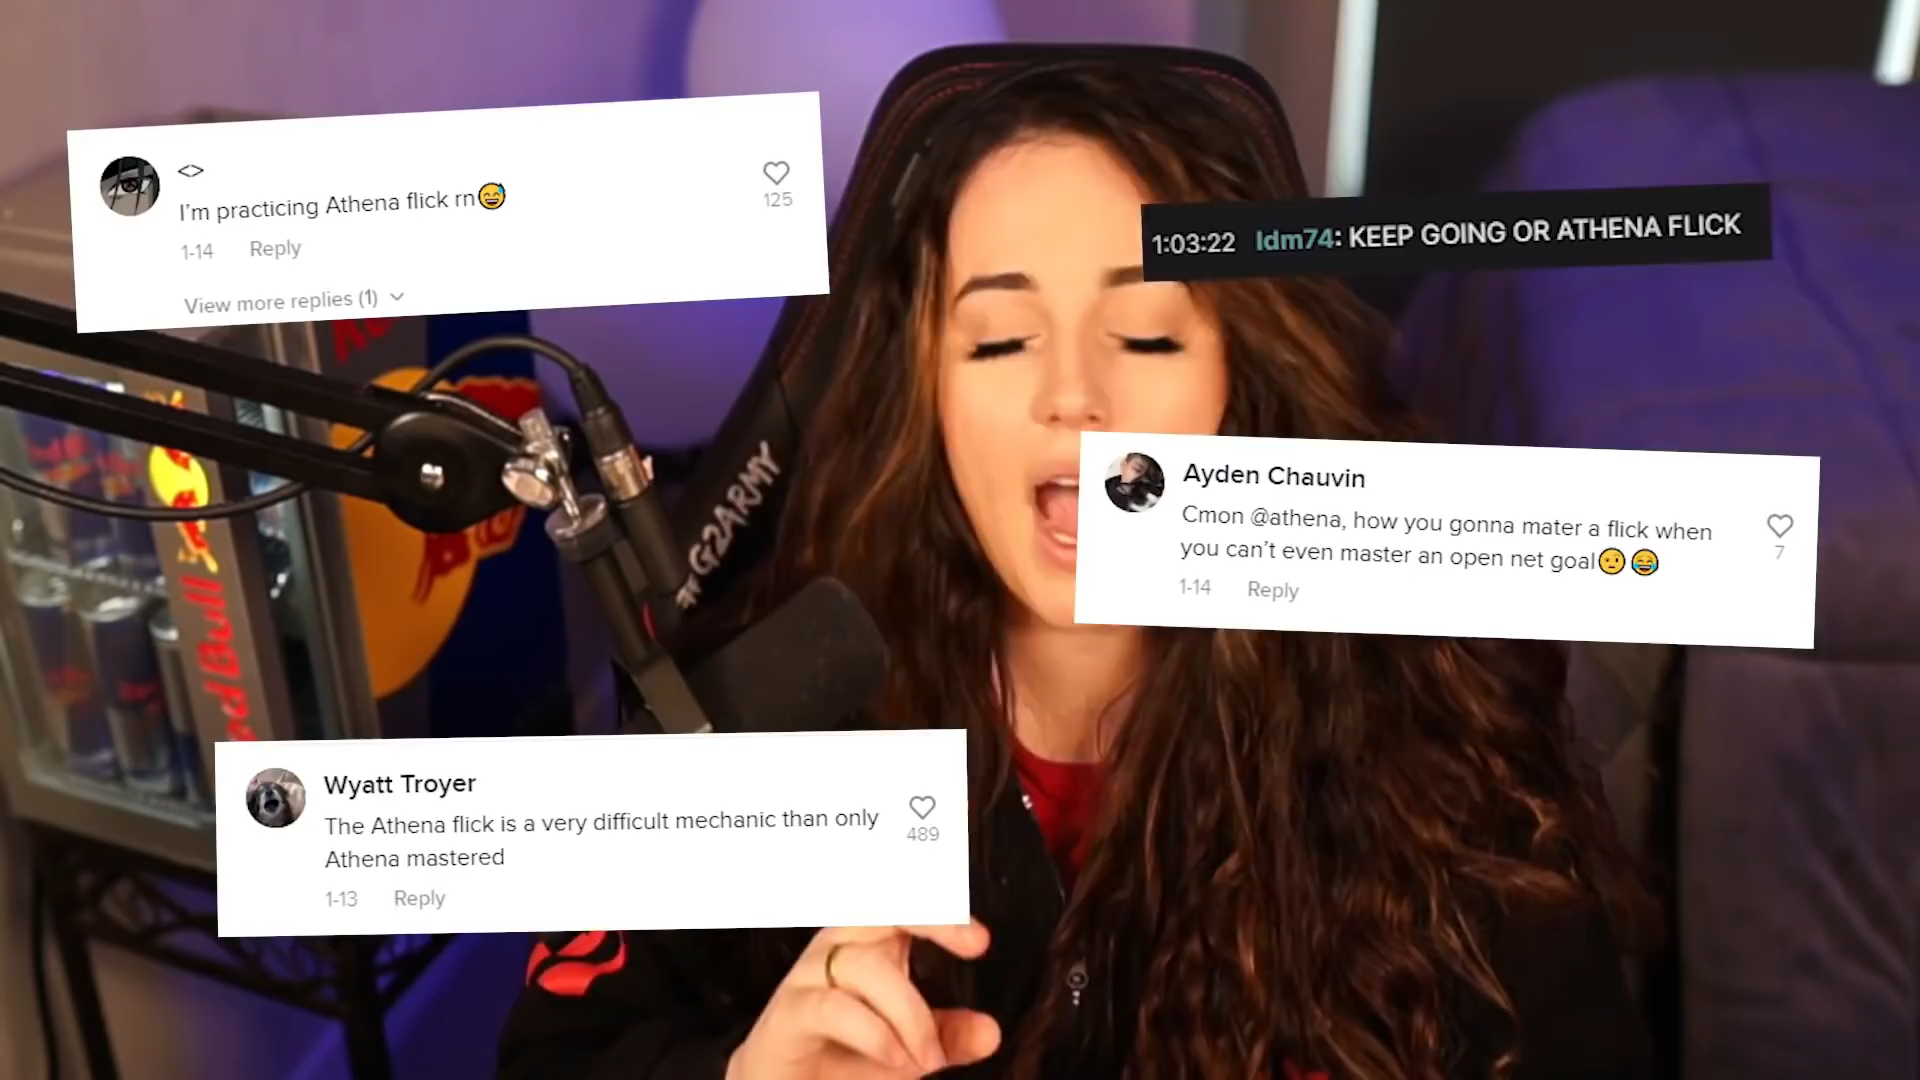 <>
I'm practicing Athena flick rn😅
125
1-14 Reply
View more replies (1)
1:03:22 ldm74: KEEP GOING OR ATHENA FLICK
#G2ARMY
Ayden Chauvin
Cmon @athena, how you gonna mater a flick when
you can't even master an open net goal🤨😂
7
1-14 Reply
Red Bull
Wyatt Troyer
The Athena flick is a very difficult mechanic than only
Athena mastered
489
1-13 Reply